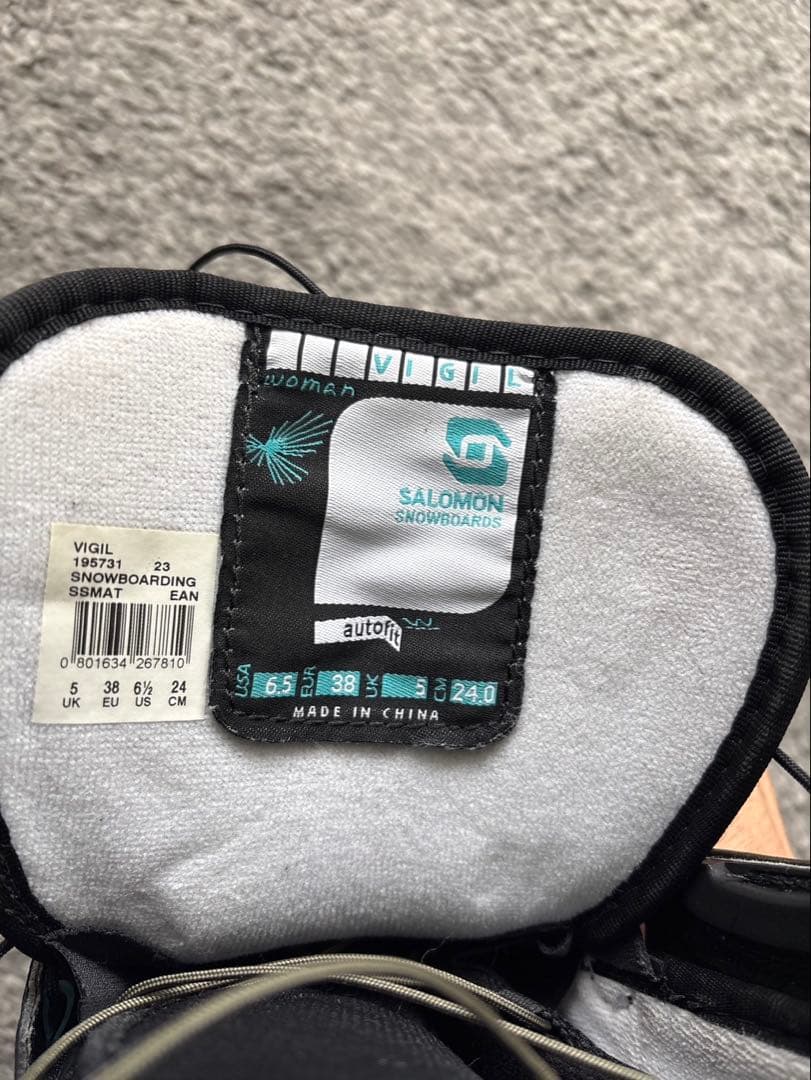 VIGIL
woman
SALOMON
SNOWBOARDS
autofit
USA 6.5 EUR 38 UK 5 CM 24.0
MADE IN CHINA
VIGIL
195731 23
SNOWBOARDING
SSMAT EAN
0 801634 267810
5 38 6½ 24
UK EU US CM